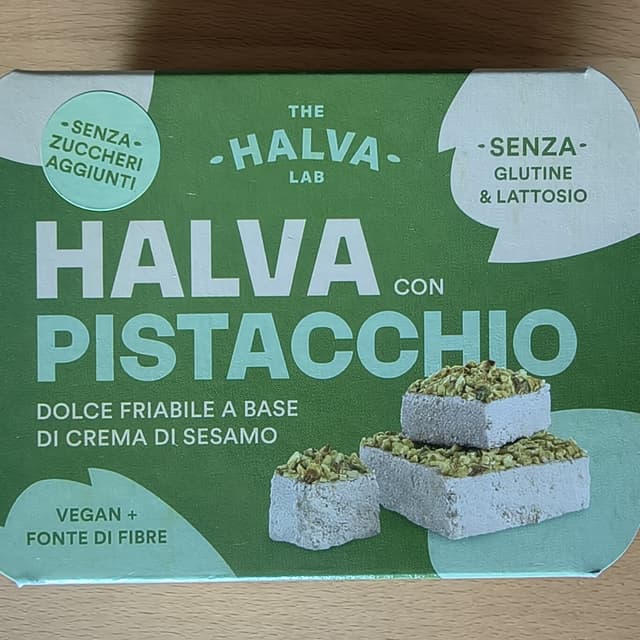 -SENZA-
ZUCCHERI
AGGIUNTI
THE
-HALVA-
LAB
-SENZA-
GLUTINE
& LATTOSIO
HALVA CON
PISTACCHIO
DOLCE FRIABILE A BASE
DI CREMA DI SESAMO
VEGAN +
FONTE DI FIBRE